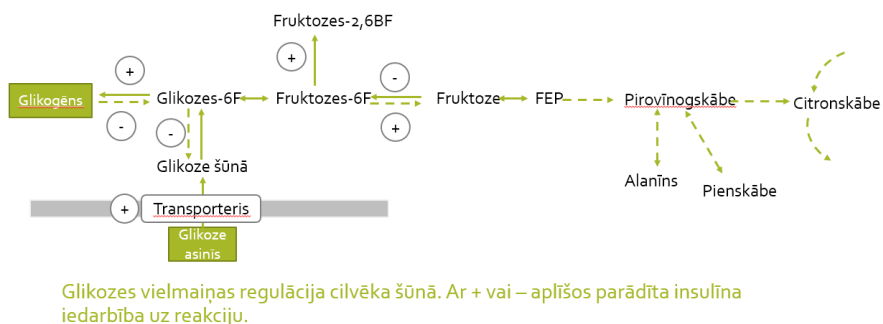 Fruktozes-2,6BF
+
+
-
Glikogēns
Glikozes-6F
Fruktozes-6F
Fruktoze
FEP
Pirovīnogskābe
Citronskābe
-
-
+
Glikoze šūnā
Alanīns
Pienskābe
+
Transporteris
Glikoze
asinīs
Glikozes vielmaiņas regulācija cilvēka šūnā. Ar + vai – aplīšos parādīta insulīna
iedarbība uz reakciju.